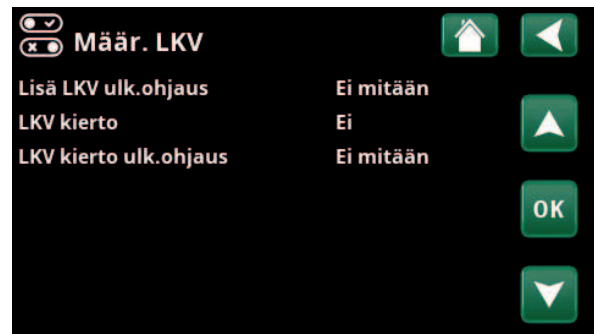 Määr. LKV
Lisä LKV ulk.ohjaus Ei mitään
LKV kierto Ei
LKV kierto ulk.ohjaus Ei mitään
OK